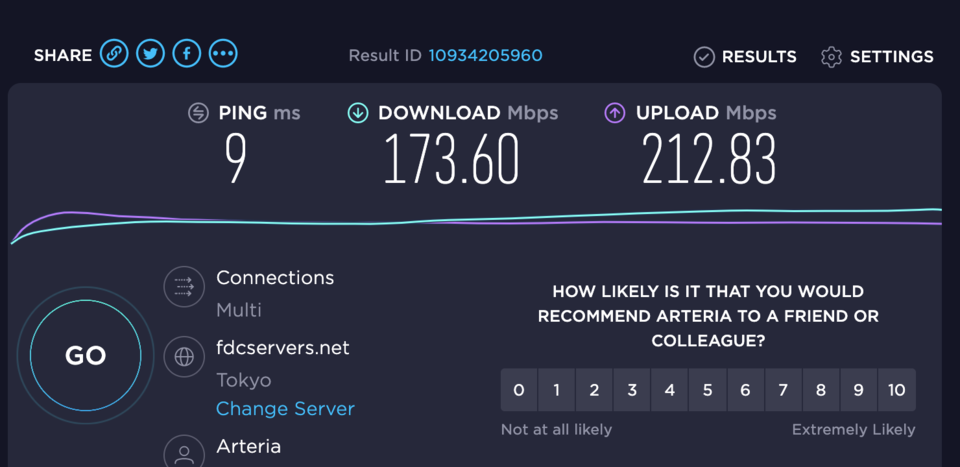 SHARE
Result ID 10934205960
RESULTS
SETTINGS
PING ms
DOWNLOAD Mbps
UPLOAD Mbps
9
173.60
212.83
GO
Connections
Multi
fdcservers.net
Tokyo
Change Server
Arteria
HOW LIKELY IS IT THAT YOU WOULD
RECOMMEND ARTERIA TO A FRIEND OR
COLLEAGUE?
0 1 2 3 4 5 6 7 8 9 10
Not at all likely
Extremely Likely